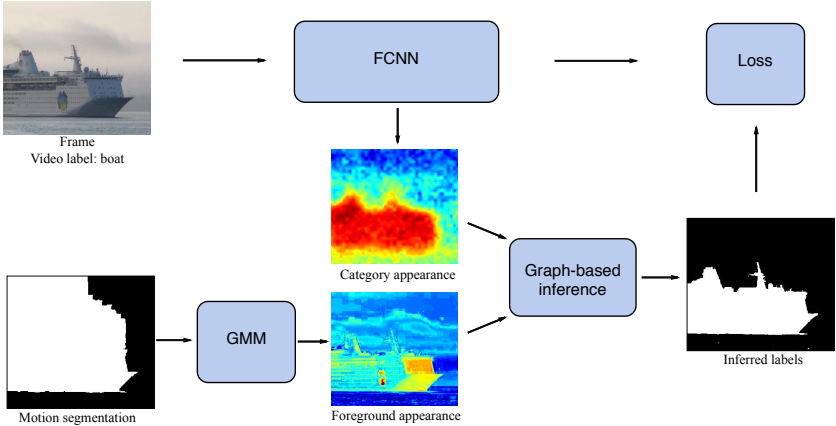 FCNN
Loss
Frame
Video label: boat
Category appearance
Graph-based
inference
GMM
Inferred labels
Motion segmentation
Foreground appearance